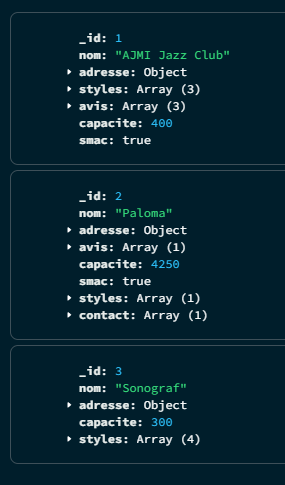 _id: 1
nom: "AJMI Jazz Club"
adresse: Object
styles: Array (3)
avis: Array (3)
capacite: 400
smac: true
_id: 2
nom: "Paloma"
adresse: Object
avis: Array (1)
capacite: 4250
smac: true
styles: Array (1)
contact: Array (1)
_id: 3
nom: "Sonograf"
adresse: Object
capacite: 300
styles: Array (4)